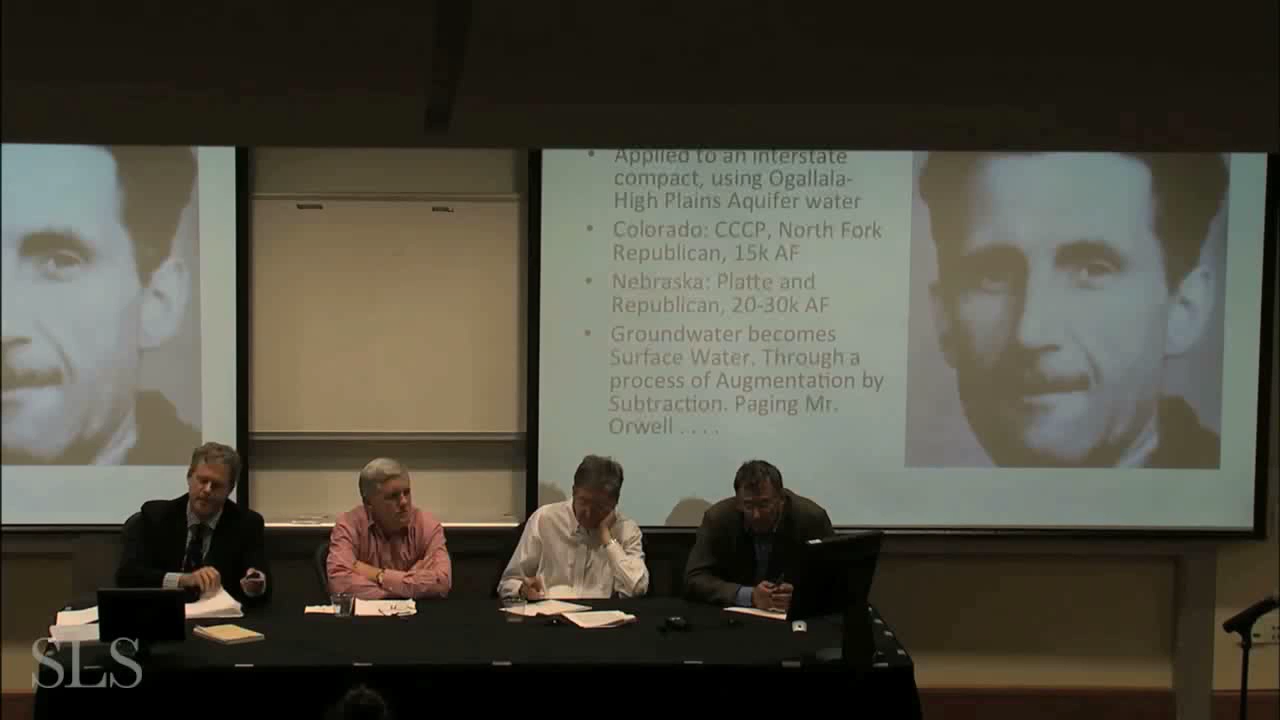 • Applied to an interstate
compact, using Ogallala-
High Plains Aquifer water
• Colorado: CCCP, North Fork
Republican, 15k AF
• Nebraska: Platte and
Republican, 20-30k AF
• Groundwater becomes
Surface Water. Through a
process of Augmentation by
Subtraction. Paging Mr.
Orwell . . . .
SLS